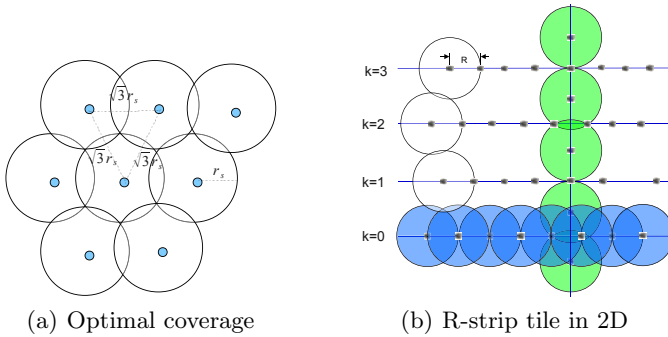 √3 r_s
√3 r_s
√3 r_s
r_s
(a) Optimal coverage
R
k=3
k=2
k=1
k=0
(b) R-strip tile in 2D